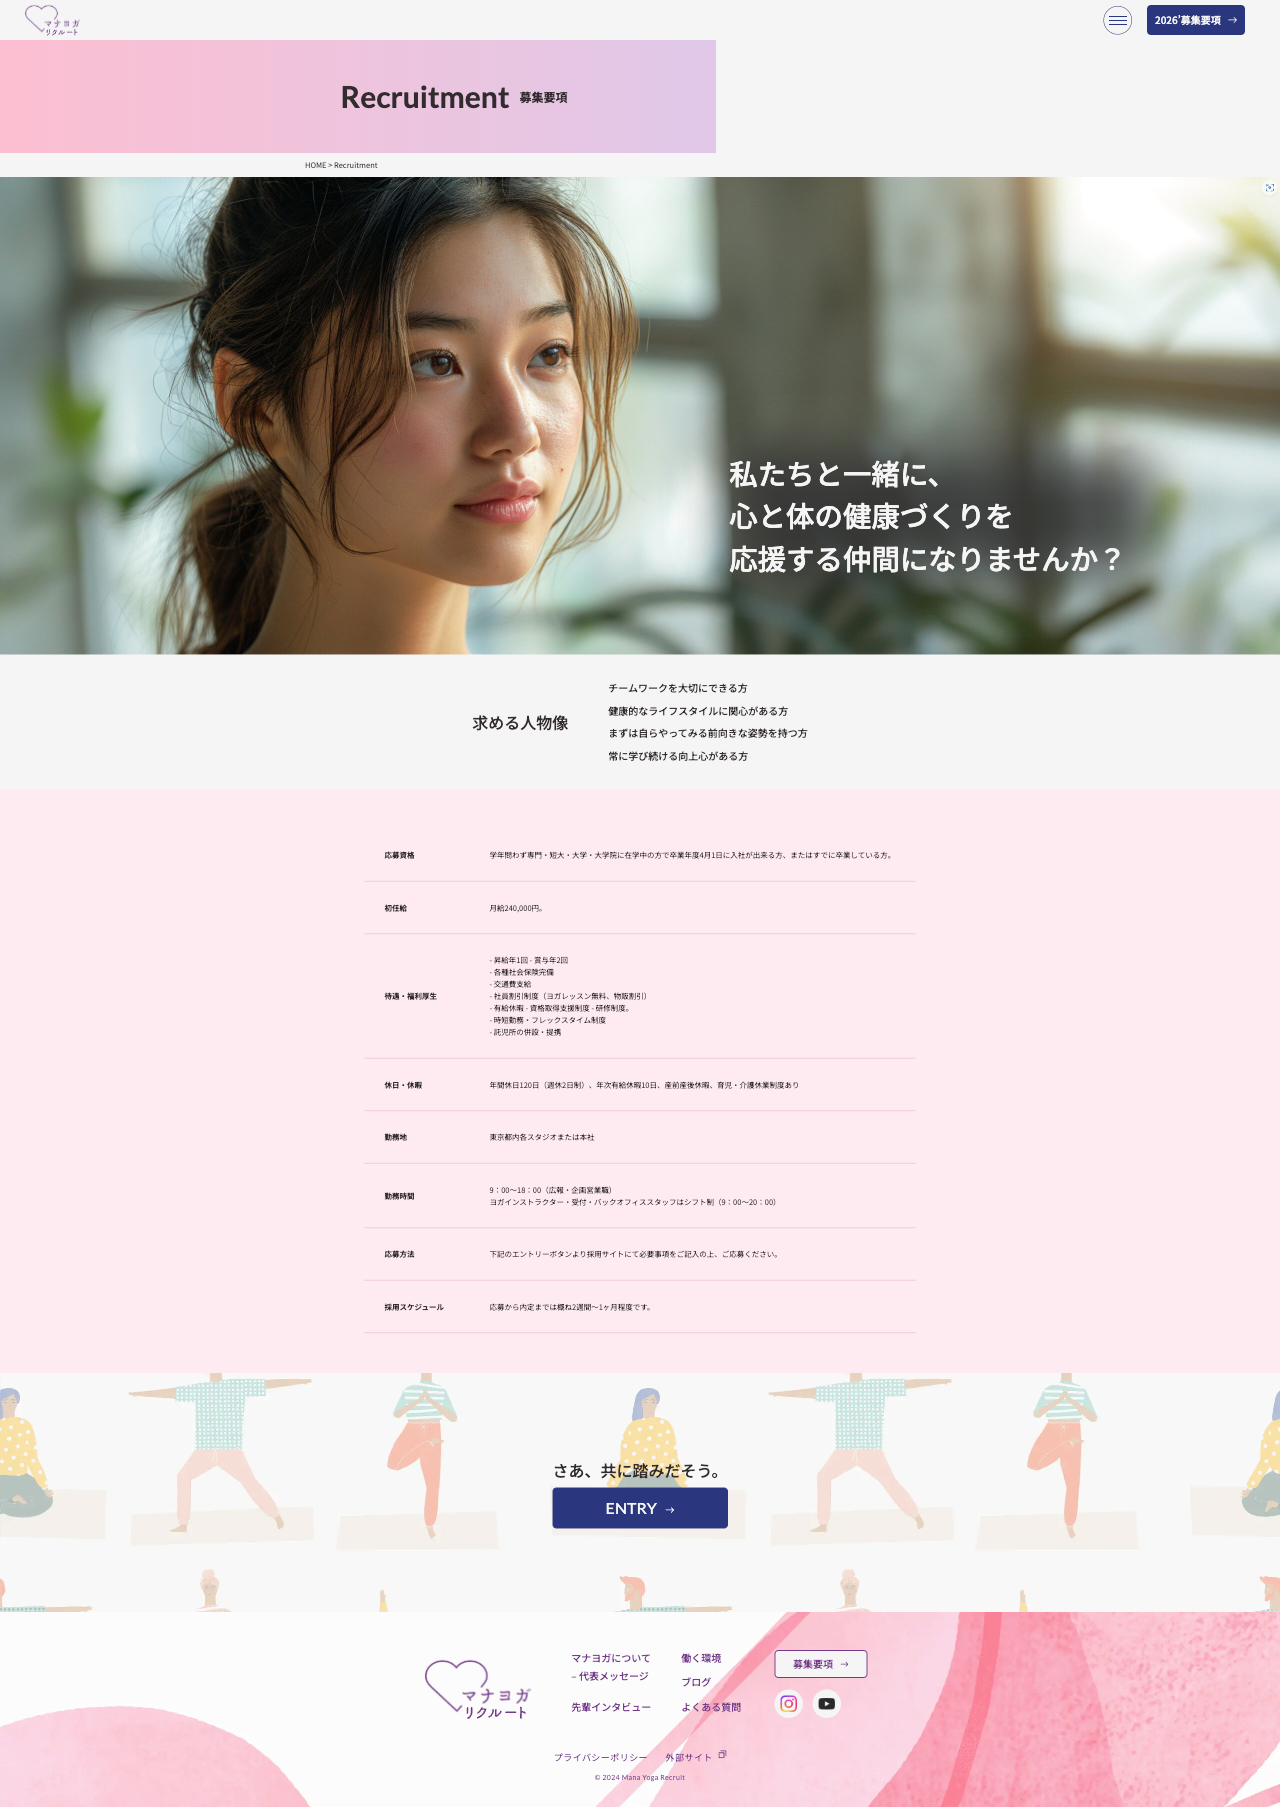 マナヨガ
リクルート
2026'募集要項 →
Recruitment 募集要項
HOME > Recruitment
私たちと一緒に、
心と体の健康づくりを
応援する仲間になりませんか？
求める人物像
チームワークを大切にできる方
健康的なライフスタイルに関心がある方
まずは自らやってみる前向きな姿勢を持つ方
常に学び続ける向上心がある方
応募資格
学年問わず専門・短大・大学・大学院に在学中の方で卒業年度4月1日に入社が出来る方、またはすでに卒業している方。
初任給
月給240,000円。
待遇・福利厚生
- 昇給年1回 - 賞与年2回
- 各種社会保険完備
- 交通費支給
- 社員割引制度（ヨガレッスン無料、物販割引）
- 有給休暇 - 資格取得支援制度 - 研修制度。
- 時短勤務・フレックスタイム制度
- 託児所の併設・提携
休日・休暇
年間休日120日（週休2日制）、年次有給休暇10日、産前産後休暇、育児・介護休業制度あり
勤務地
東京都内各スタジオまたは本社
勤務時間
9：00〜18：00（広報・企画営業職）
ヨガインストラクター・受付・バックオフィススタッフはシフト制（9：00〜20：00）
応募方法
下記のエントリーボタンより採用サイトにて必要事項をご記入の上、ご応募ください。
採用スケジュール
応募から内定までは概ね2週間〜1ヶ月程度です。
さあ、共に踏みだそう。
ENTRY →
マナヨガ
リクルート
マナヨガについて
– 代表メッセージ
先輩インタビュー
働く環境
ブログ
よくある質問
募集要項 →
プライバシーポリシー
外部サイト
© 2024 Mana Yoga Recruit